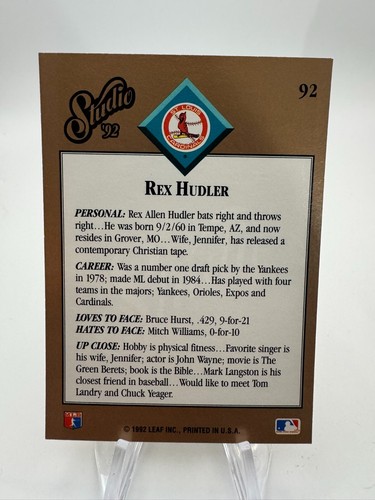 Studio
'92
92
ST. LOUIS
CARDINALS
REX HUDLER
PERSONAL: Rex Allen Hudler bats right and throws
right...He was born 9/2/60 in Tempe, AZ, and now
resides in Grover, MO...Wife, Jennifer, has released a
contemporary Christian tape.
CAREER: Was a number one draft pick by the Yankees
in 1978; made ML debut in 1984...Has played with four
teams in the majors; Yankees, Orioles, Expos and
Cardinals.
LOVES TO FACE: Bruce Hurst, .429, 9-for-21
HATES TO FACE: Mitch Williams, 0-for-10
UP CLOSE: Hobby is physical fitness...Favorite singer is
his wife, Jennifer; actor is John Wayne; movie is The
Green Berets; book is the Bible...Mark Langston is his
closest friend in baseball...Would like to meet Tom
Landry and Chuck Yeager.
© 1992 LEAF INC., PRINTED IN U.S.A.